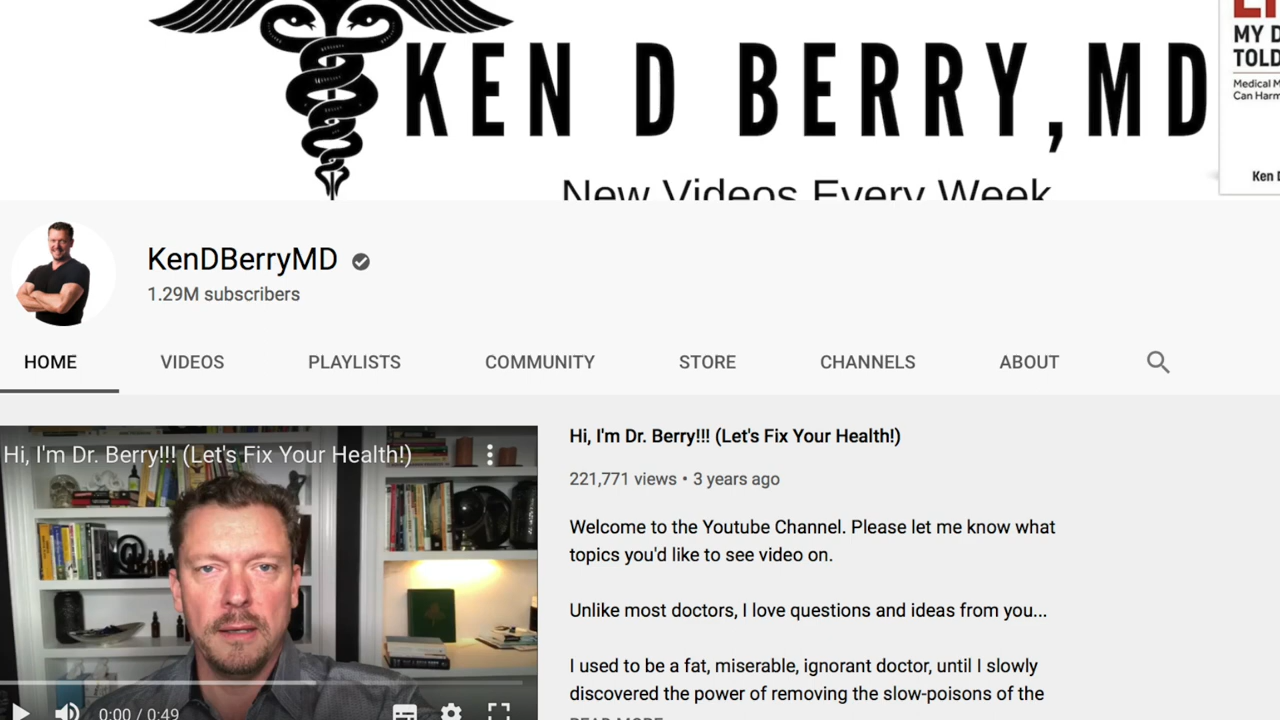 KEN D BERRY, MD
MY D
TOLD
Medical M
Can Harm
Ken D
New Videos Every Week
KenDBerryMD
1.29M subscribers
HOME VIDEOS PLAYLISTS COMMUNITY STORE CHANNELS ABOUT
Hi, I'm Dr. Berry!!! (Let's Fix Your Health!)
0:00 / 0:49
Hi, I'm Dr. Berry!!! (Let's Fix Your Health!)
221,771 views • 3 years ago
Welcome to the Youtube Channel. Please let me know what
topics you'd like to see video on.
Unlike most doctors, I love questions and ideas from you...
I used to be a fat, miserable, ignorant doctor, until I slowly
discovered the power of removing the slow-poisons of the
READ MORE